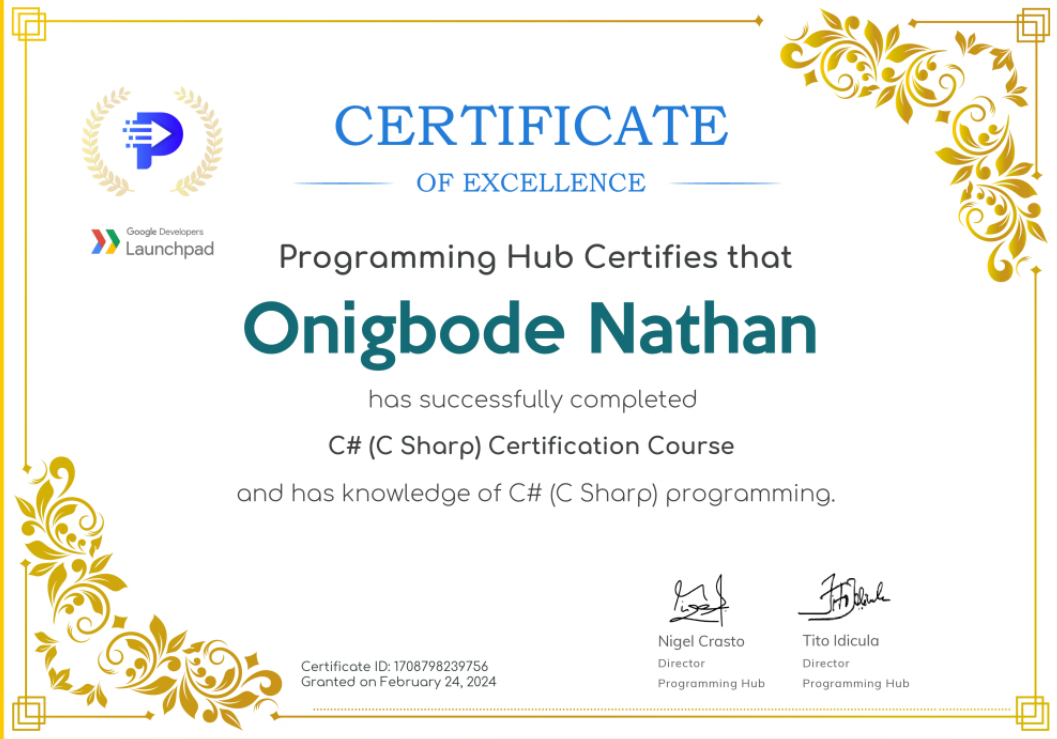 CERTIFICATE
OF EXCELLENCE
Google Developers
Launchpad
Programming Hub Certifies that
Onigbode Nathan
has successfully completed
C# (C Sharp) Certification Course
and has knowledge of C# (C Sharp) programming.
Nigel Crasto
Director
Programming Hub
Tito Idicula
Director
Programming Hub
Certificate ID: 1708798239756
Granted on February 24, 2024